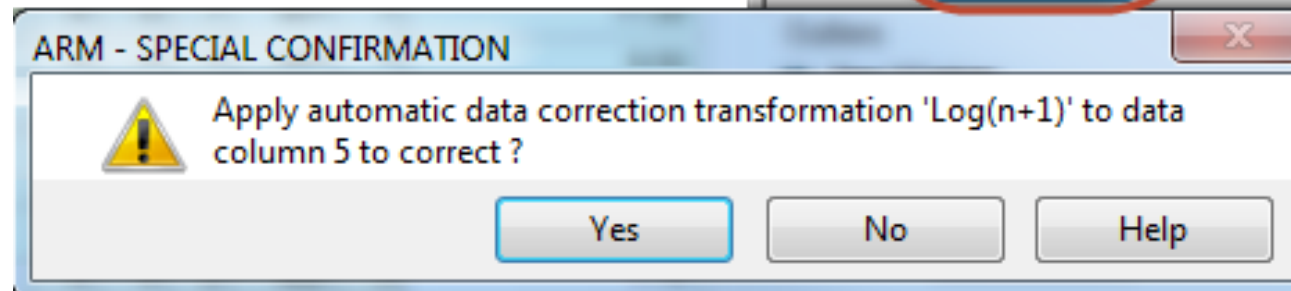 ARM - SPECIAL CONFIRMATION
Apply automatic data correction transformation 'Log(n+1)' to data
column 5 to correct ?
Yes No Help